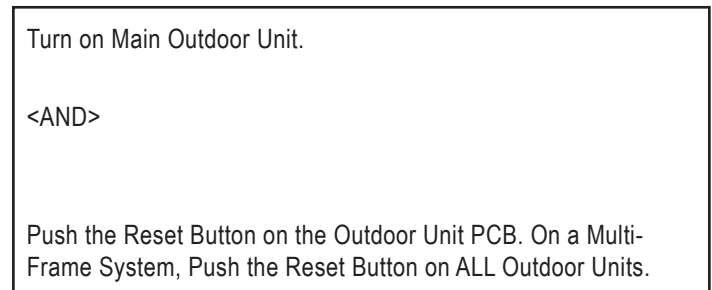 Turn on Main Outdoor Unit.
<AND>
Push the Reset Button on the Outdoor Unit PCB. On a Multi-
Frame System, Push the Reset Button on ALL Outdoor Units.